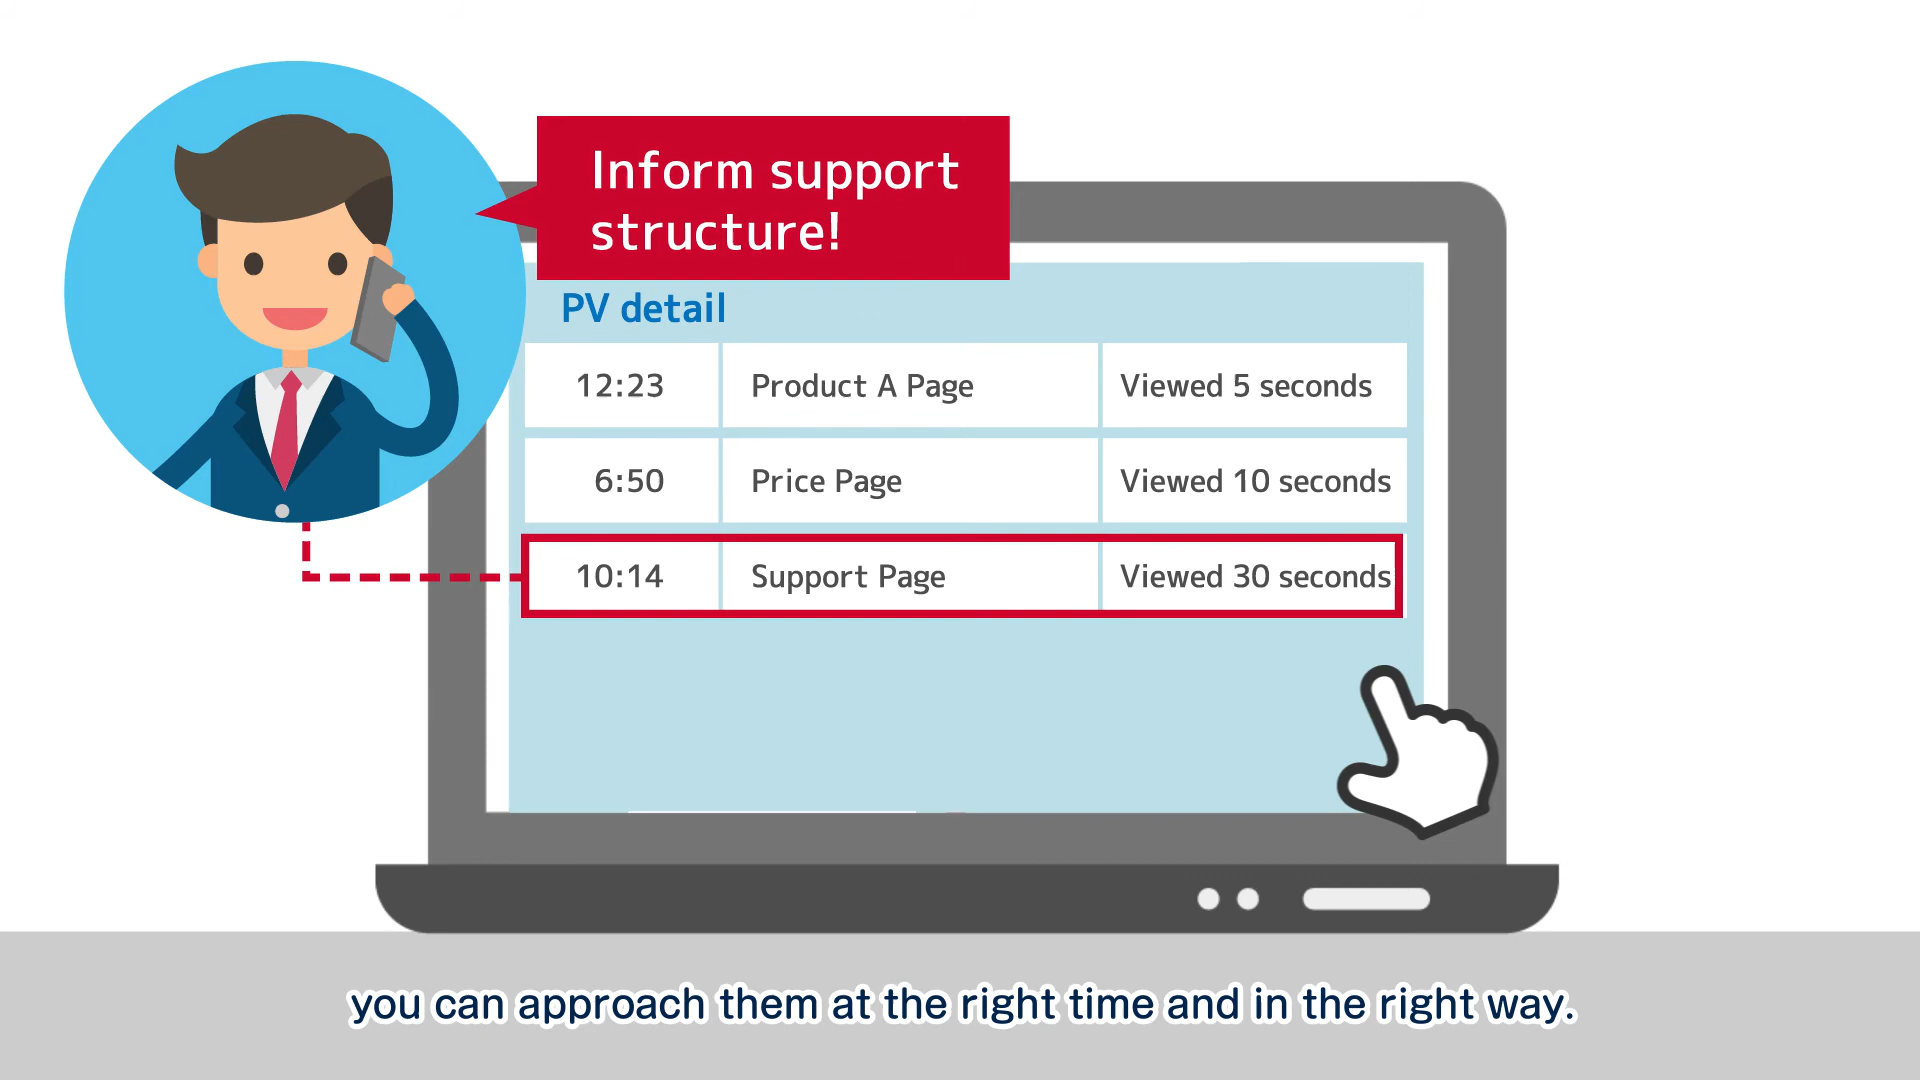 Inform support
structure!
PV detail
12:23 Product A Page Viewed 5 seconds
6:50 Price Page Viewed 10 seconds
10:14 Support Page Viewed 30 seconds
you can approach them at the right time and in the right way.